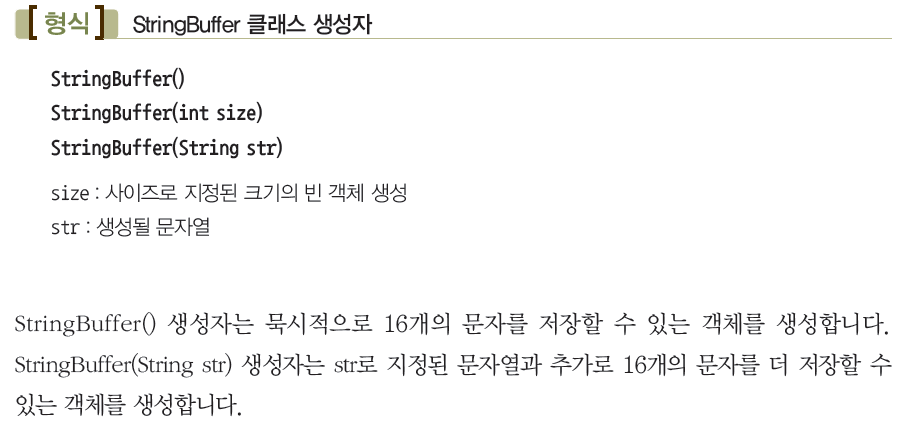 [형식] StringBuffer 클래스 생성자
StringBuffer()
StringBuffer(int size)
StringBuffer(String str)
size : 사이즈로 지정된 크기의 빈 객체 생성
str : 생성될 문자열
StringBuffer() 생성자는 묵시적으로 16개의 문자를 저장할 수 있는 객체를 생성합니다.
StringBuffer(String str) 생성자는 str로 지정된 문자열과 추가로 16개의 문자를 더 저장할 수
있는 객체를 생성합니다.